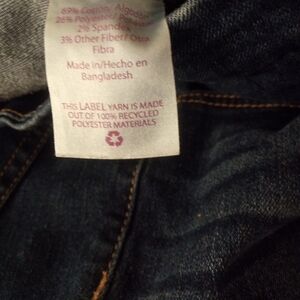 69% Cotton/ Algodón
26% Polyester/
2% Spandex
3% Other Fiber/ Otra
Fibra
Made in/Hecho en
Bangladesh
THIS LABEL YARN IS MADE
OUT OF 100% RECYCLED
POLYESTER MATERIALS